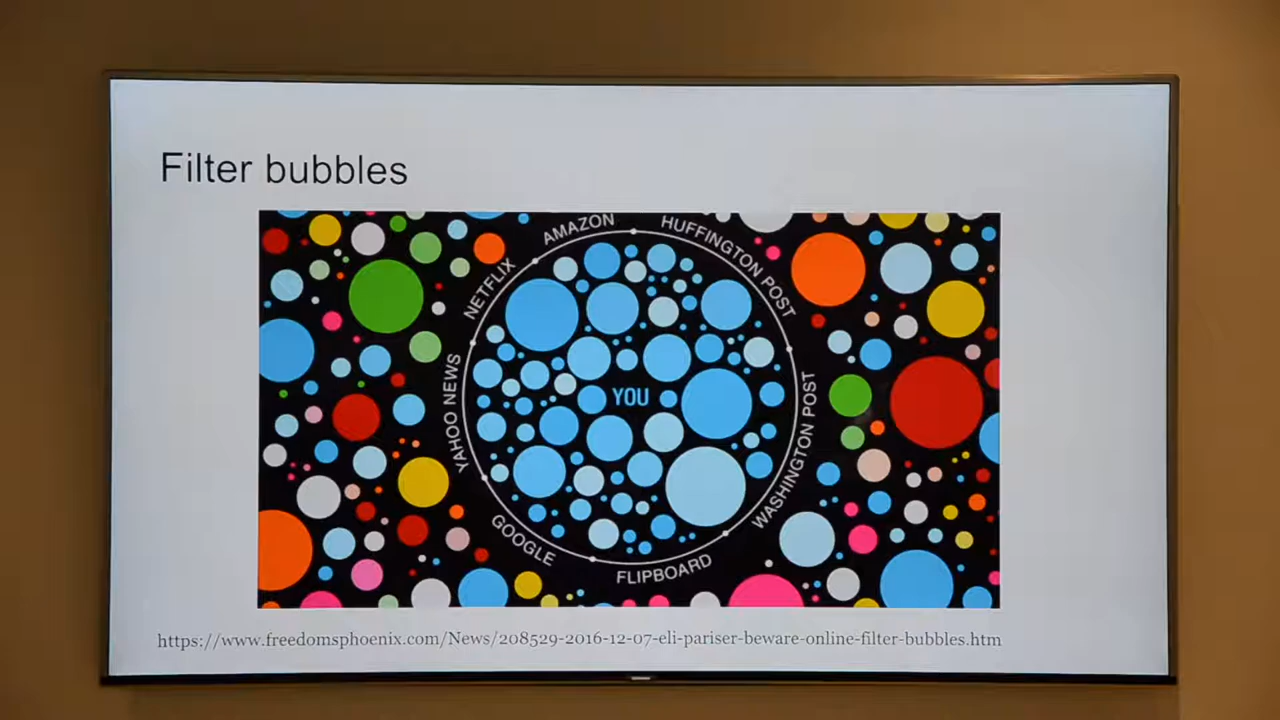 Filter bubbles
AMAZON
HUFFINGTON POST
NETFLIX
YAHOO NEWS
YOU
WASHINGTON POST
GOOGLE
FLIPBOARD
https://www.freedomsphoenix.com/News/208529-2016-12-07-eli-pariser-beware-online-filter-bubbles.htm